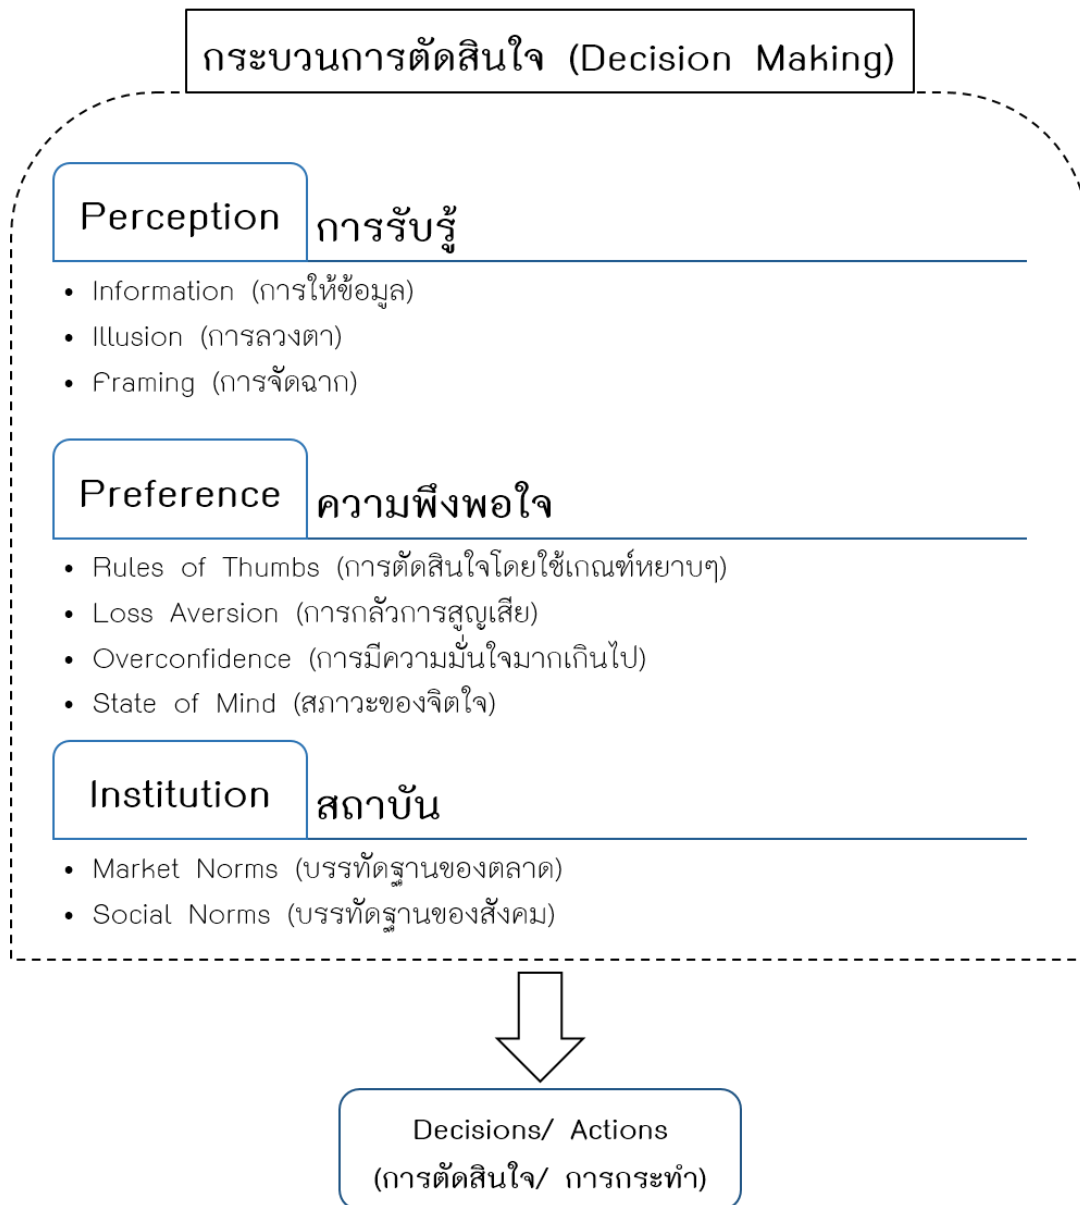 กระบวนการตัดสินใจ (Decision Making)
Perception การรับรู้
• Information (การให้ข้อมูล)
• Illusion (การลวงตา)
• Framing (การจัดฉาก)
Preference ความพึงพอใจ
• Rules of Thumbs (การตัดสินใจโดยใช้เกณฑ์หยาบๆ)
• Loss Aversion (การกลัวการสูญเสีย)
• Overconfidence (การมีความมั่นใจมากเกินไป)
• State of Mind (สภาวะของจิตใจ)
Institution สถาบัน
• Market Norms (บรรทัดฐานของตลาด)
• Social Norms (บรรทัดฐานของสังคม)
Decisions/ Actions
(การตัดสินใจ/ การกระทำ)